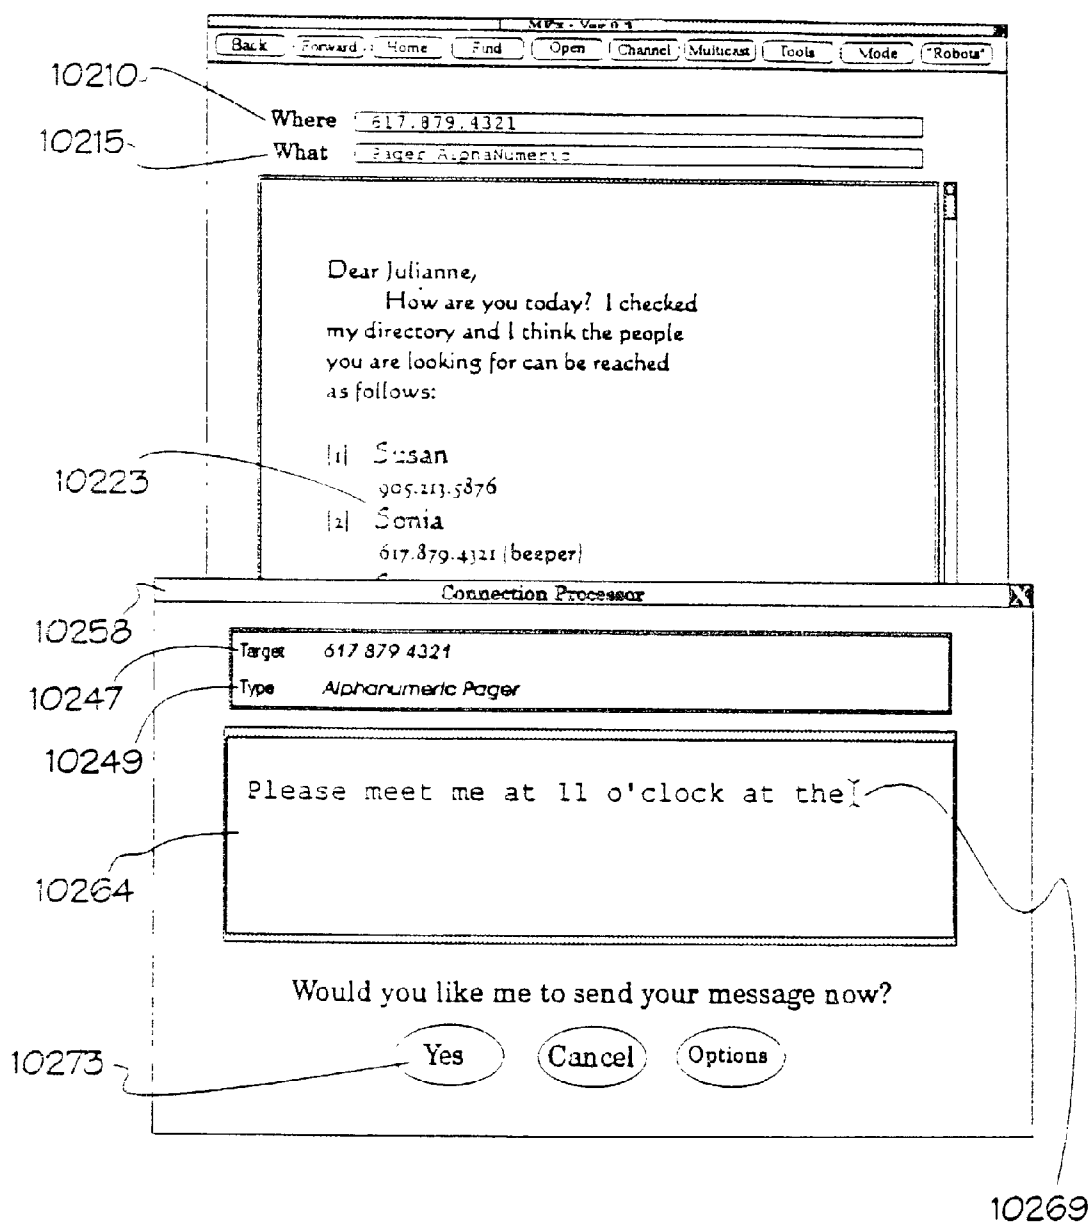 Back Forward Home Find Open Channel Multicast Tools Mode "Robots"
10210
Where 617.879.4321
10215
What Pager AlphaNumeric
Dear Julianne,
How are you today? I checked
my directory and I think the people
you are looking for can be reached
as follows:
[1] Susan
905.213.5876
10223
[2] Sonia
617.879.4321 (beeper)
Connection Processor X
10258
Target 617 879 4321
10247
Type Alphanumeric Pager
10249
Please meet me at 11 o'clock at the
10264
Would you like me to send your message now?
10273
Yes Cancel Options
10269